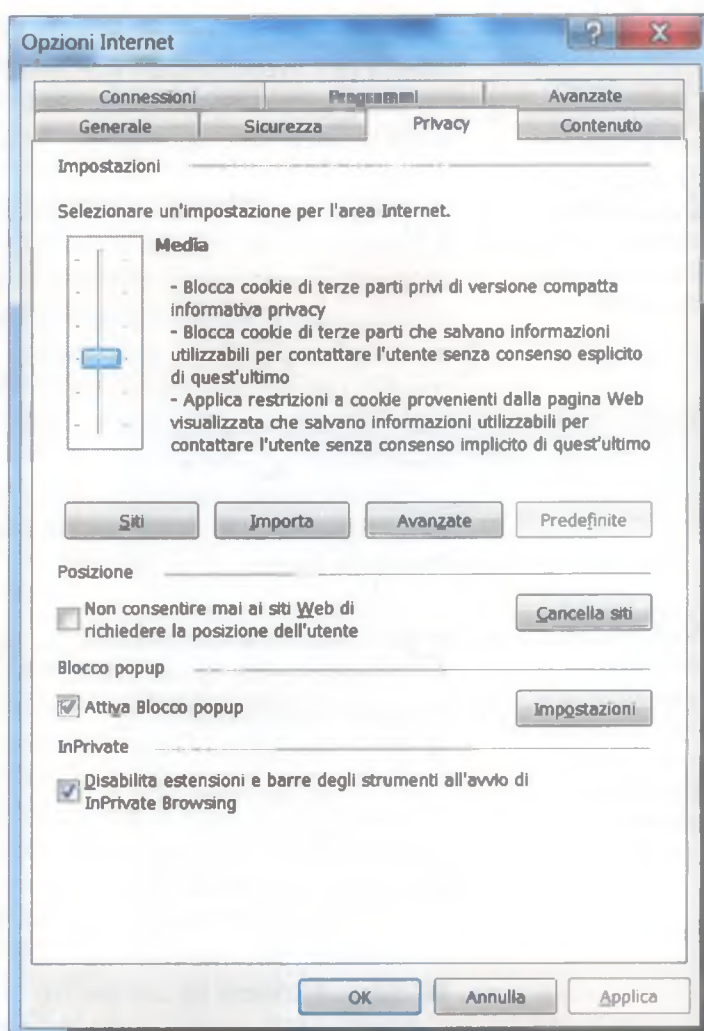 Opzioni Internet
Connessioni Programmi Avanzate
Generale Sicurezza Privacy Contenuto
Impostazioni
Selezionare un'impostazione per l'area Internet.
Media
- Blocca cookie di terze parti privi di versione compatta
informativa privacy
- Blocca cookie di terze parti che salvano informazioni
utilizzabili per contattare l'utente senza consenso esplicito
di quest'ultimo
- Applica restrizioni a cookie provenienti dalla pagina Web
visualizzata che salvano informazioni utilizzabili per
contattare l'utente senza consenso implicito di quest'ultimo
Siti Importa Avanzate Predefinite
Posizione
Non consentire mai ai siti Web di
richiedere la posizione dell'utente
Cancella siti
Blocco popup
Attiva Blocco popup
Impostazioni
InPrivate
Disabilita estensioni e barre degli strumenti all'avvio di
InPrivate Browsing
OK Annulla Applica